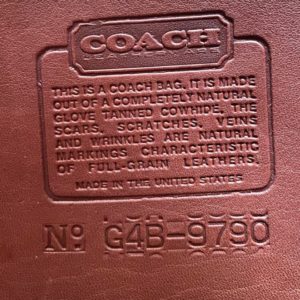 COACH
THIS IS A COACH BAG. IT IS MADE
OUT OF A COMPLETELY NATURAL
GLOVE TANNED COWHIDE. THE
SCARS, SCRATCHES, VEINS
AND WRINKLES ARE NATURAL
MARKINGS CHARACTERISTIC
OF FULL-GRAIN LEATHERS.
MADE IN THE UNITED STATES
Nº G4B-9790